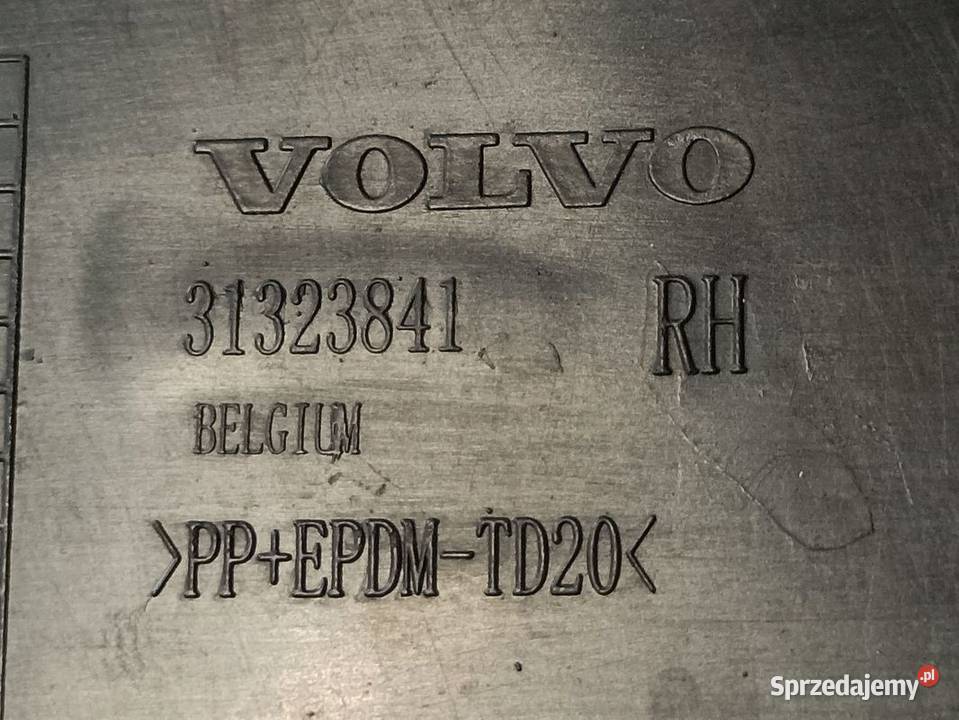 VOLVO
31323841 RH
BELGIUM
>PP+EPDM-TD20<
Sprzedajemy.pl